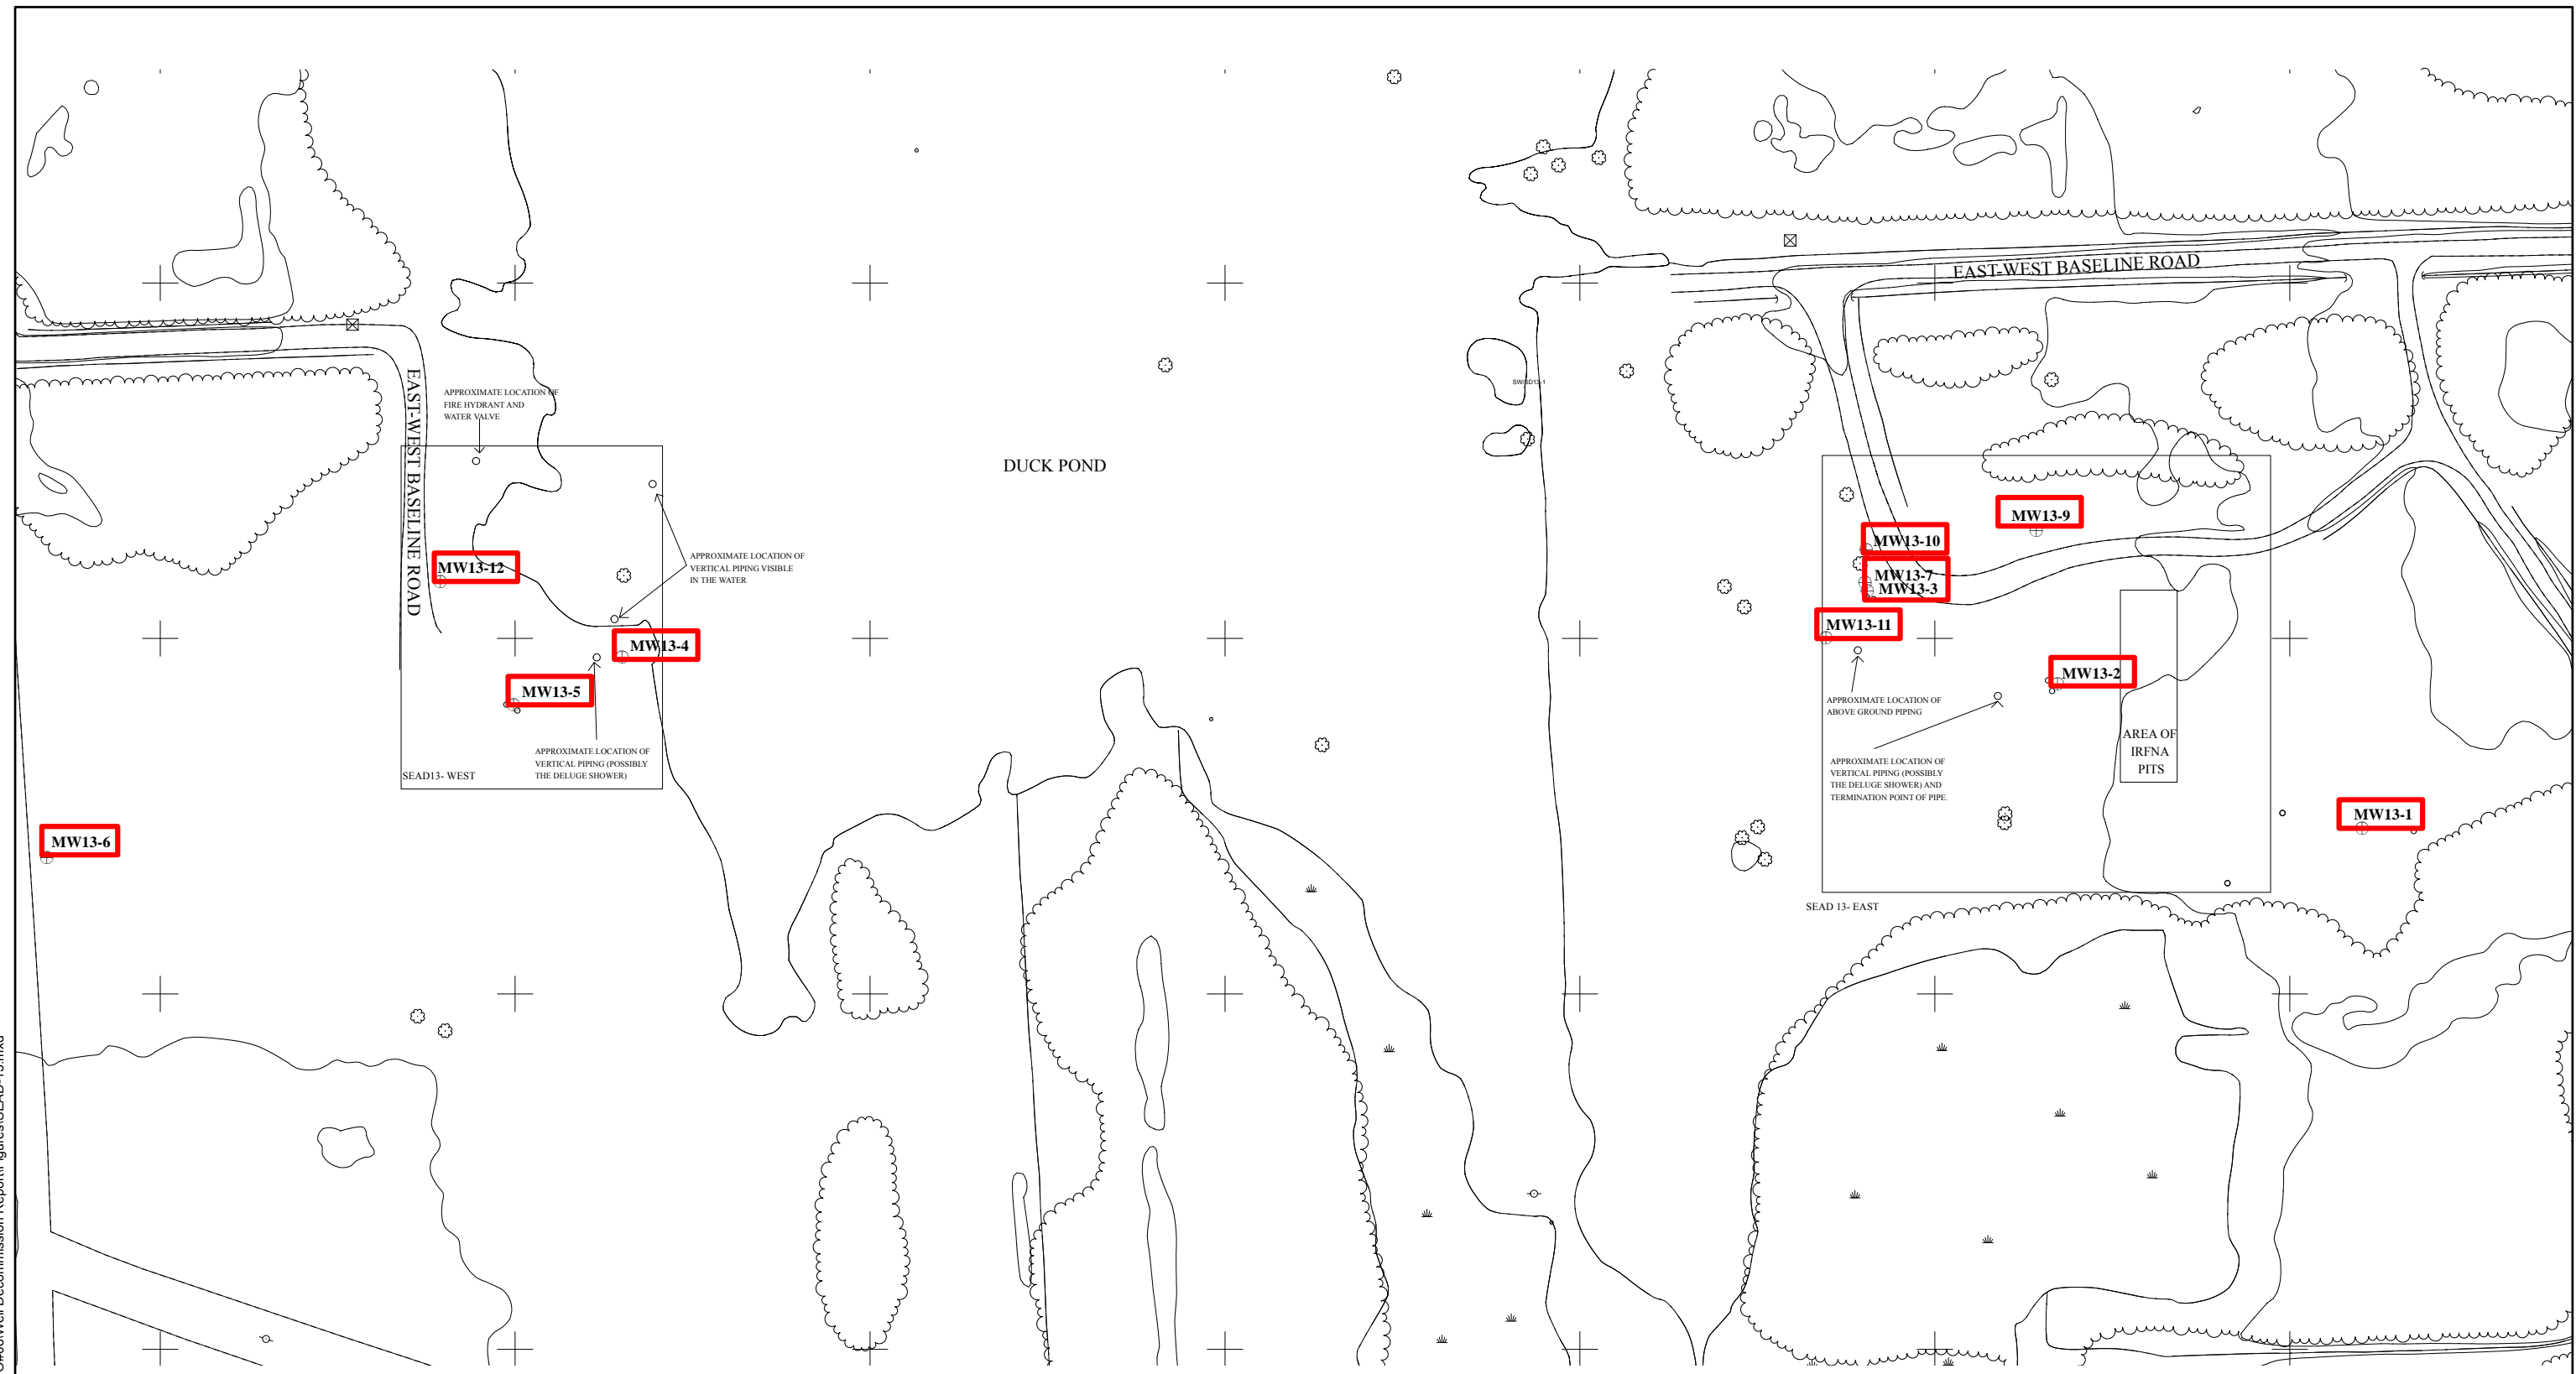 EAST-WEST BASELINE ROAD
EAST-WEST BASELINE ROAD
APPROXIMATE LOCATION OF
FIRE HYDRANT AND
WATER VALVE
SW/SD13-1
DUCK POND
MW13-9
MW13-10
MW13-12
APPROXIMATE LOCATION OF
VERTICAL PIPING VISIBLE
IN THE WATER
MW13-7
MW13-3
MW13-11
MW13-4
MW13-2
MW13-5
APPROXIMATE LOCATION OF
ABOVE GROUND PIPING
AREA OF
IRFNA
PITS
APPROXIMATE LOCATION OF
VERTICAL PIPING (POSSIBLY
THE DELUGE SHOWER)
SEAD13- WEST
APPROXIMATE LOCATION OF
VERTICAL PIPING (POSSIBLY
THE DELUGE SHOWER) AND
TERMINATION POINT OF PIPE.
MW13-1
MW13-6
SEAD 13- EAST